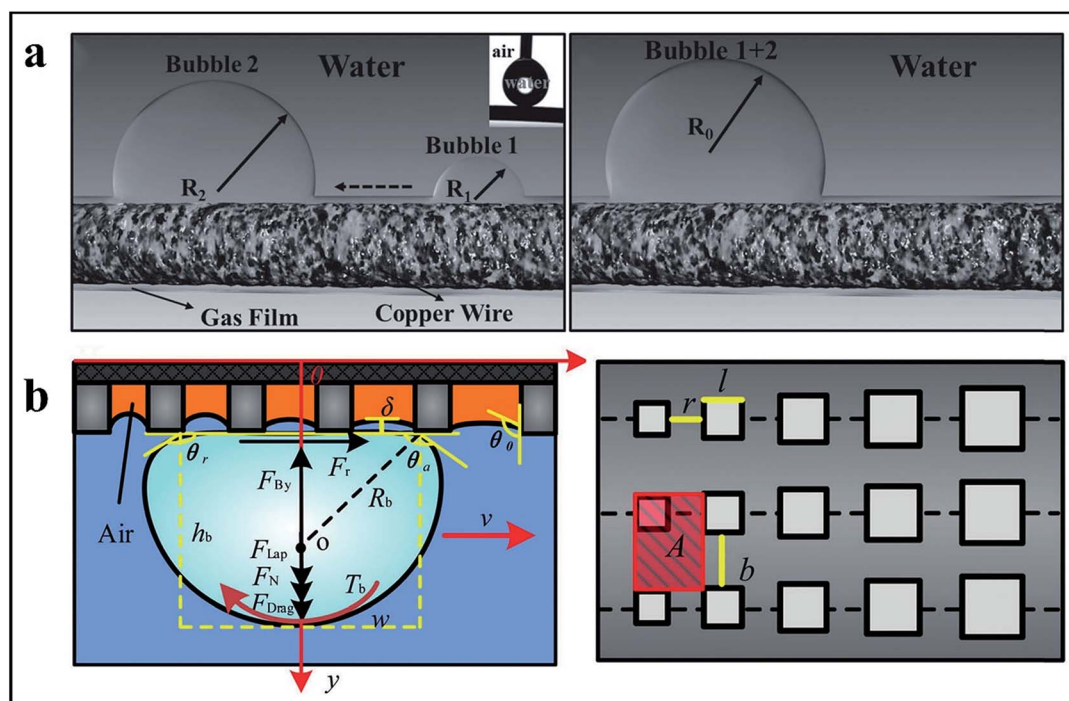 a
Bubble 2
Water
air
water
Bubble 1
R2
R1
Gas Film
Copper Wire
Bubble 1+2
Water
R0
b
0
δ
θr
θa
θ0
Fr
FBy
Rb
Air
hb
O
v
FLap
FN
Tb
FDrag
w
y
l
r
A
b